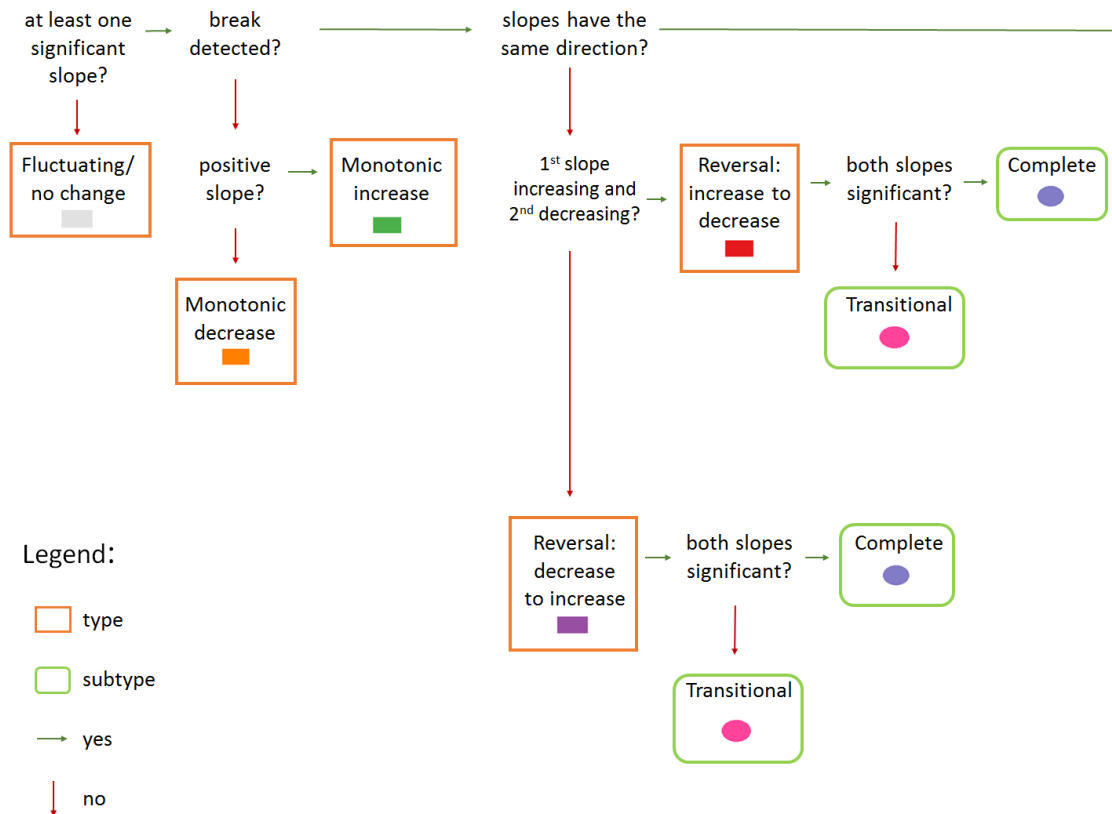 at least one
significant
slope?
break
detected?
slopes have the
same direction?
Fluctuating/
no change
positive
slope?
Monotonic
increase
1st slope
increasing and
2nd decreasing?
Reversal:
increase to
decrease
both slopes
significant?
Complete
Monotonic
decrease
Transitional
Legend:
type
subtype
yes
no
Reversal:
decrease
to increase
both slopes
significant?
Complete
Transitional